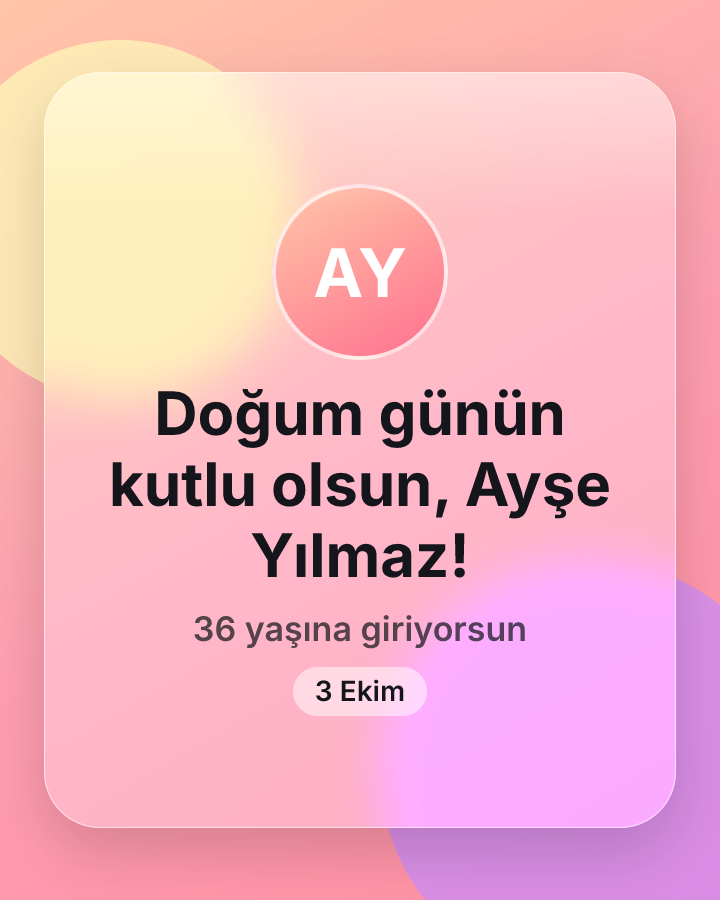 AY
Doğum günün
kutlu olsun, Ayşe
Yılmaz!
36 yaşına giriyorsun
3 Ekim